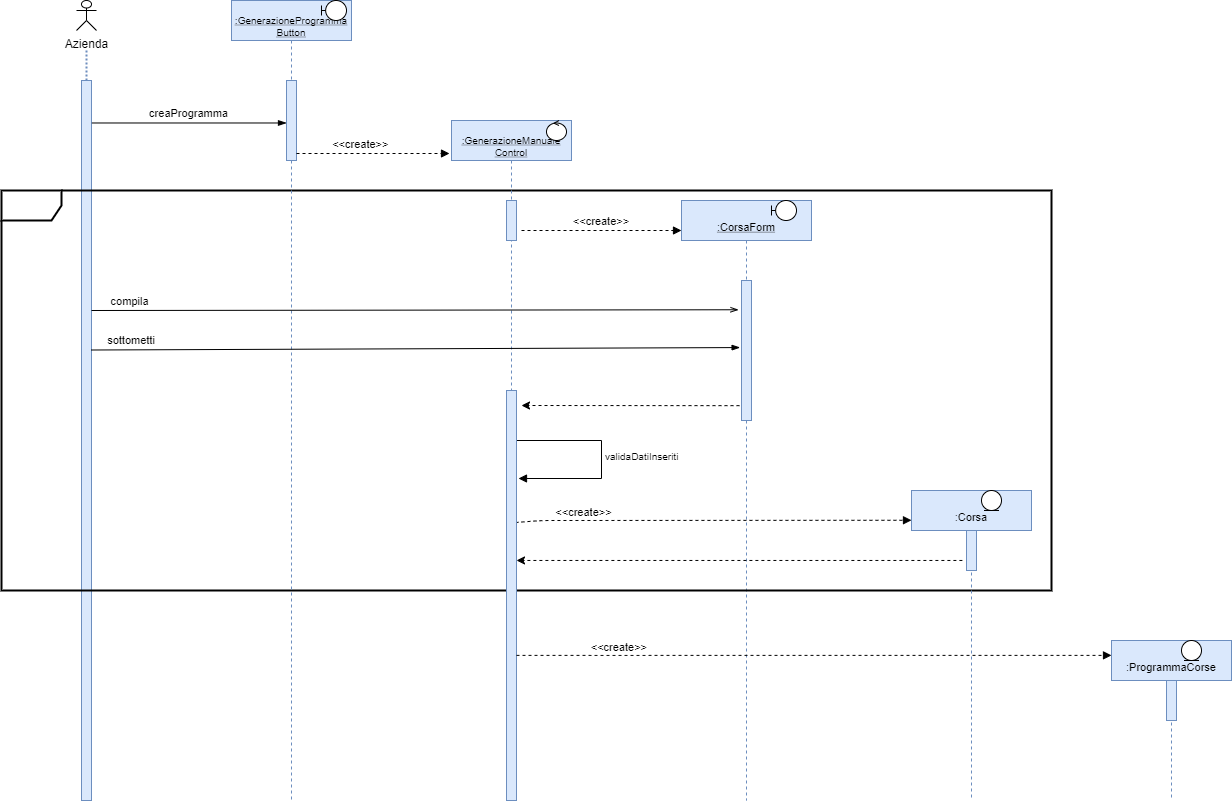 :GenerazioneProgramma
Button
Azienda
creaProgramma
<<create>>
:GenerazioneManuale
Control
<<create>>
:CorsaForm
compila
sottometti
validaDatiInseriti
<<create>>
:Corsa
<<create>>
:ProgrammaCorse